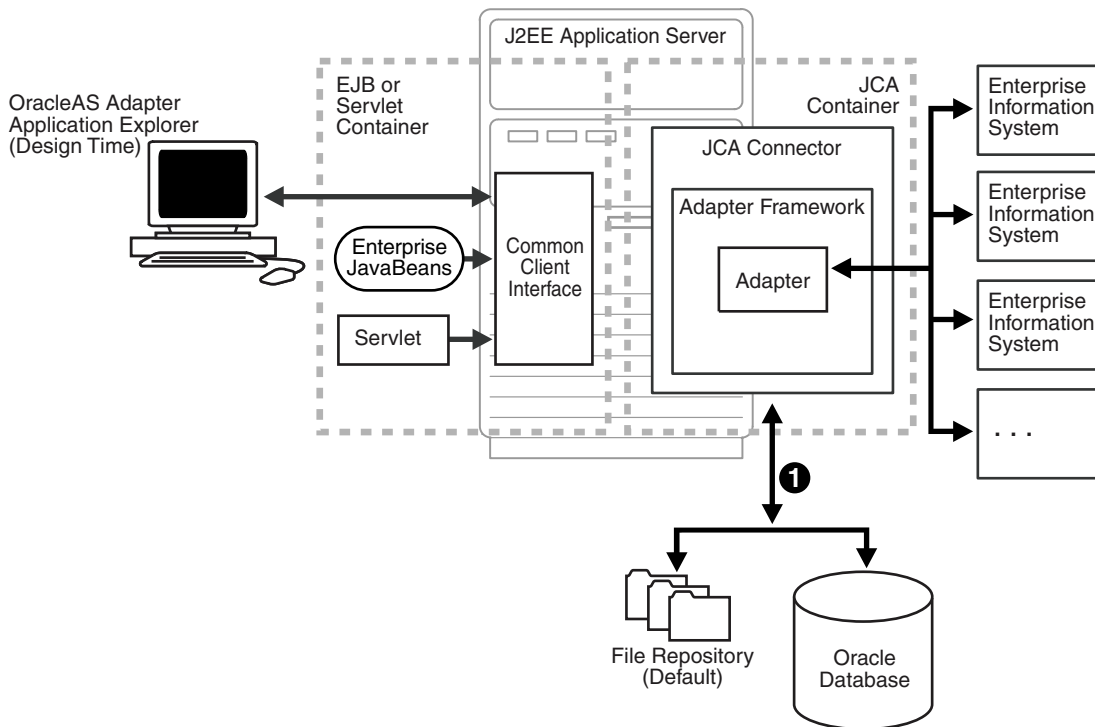 J2EE Application Server
EJB or
Servlet
Container
JCA
Container
OracleAS Adapter
Application Explorer
(Design Time)
JCA Connector
Adapter Framework
Adapter
Enterprise
JavaBeans
Servlet
Common
Client
Interface
Enterprise
Information
System
Enterprise
Information
System
Enterprise
Information
System
. . .
1
File Repository
(Default)
Oracle
Database